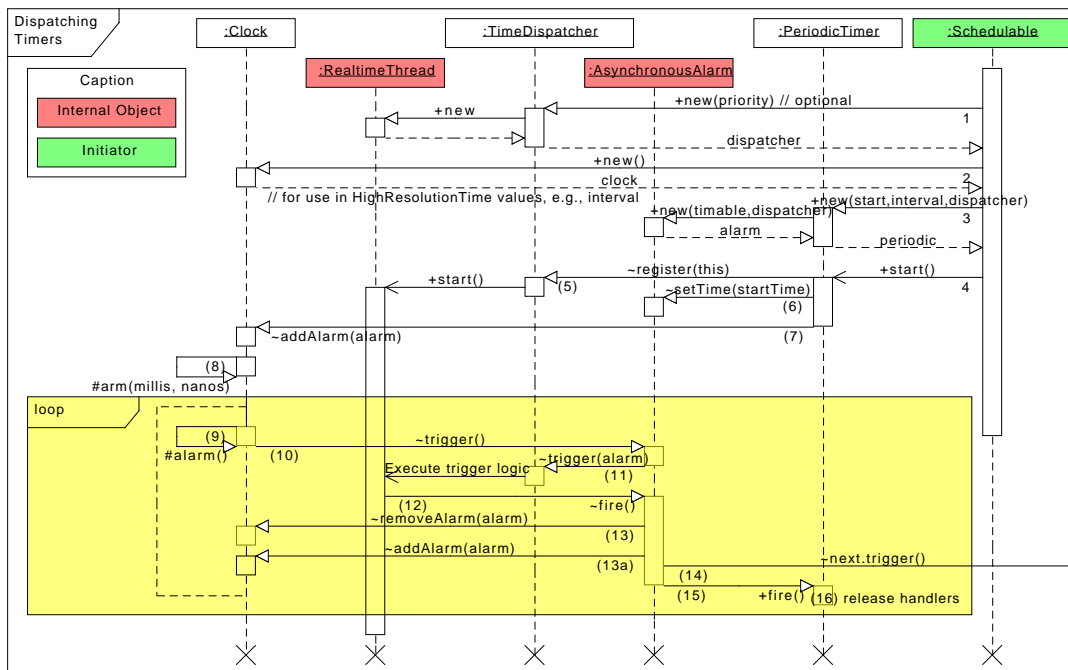 Dispatching
Timers
:Clock
:TimeDispatcher
:PeriodicTimer
:Schedulable
:RealtimeThread
:AsynchronousAlarm
Caption
Internal Object
Initiator
+new(priority) // optional
1
+new
dispatcher
+new()
2
clock
// for use in HighResolutionTime values, e.g., interval
+new(start,interval,dispatcher)
3
+new(timable,dispatcher)
alarm
periodic
~register(this)
+start()
4
+start()
(5)
~setTime(startTime)
(6)
~addAlarm(alarm)
(7)
(8)
#arm(millis, nanos)
loop
(9)
#alarm()
(10)
~trigger()
~trigger(alarm)
(11)
Execute trigger logic
(12)
~fire()
~removeAlarm(alarm)
(13)
~addAlarm(alarm)
(13a)
~next.trigger()
(14)
(15)
+fire()
(16) release handlers